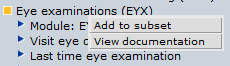 Eye examinations (EYX)
Module: EY
Add to subset
Visit eye
View documentation
Last time eye examination